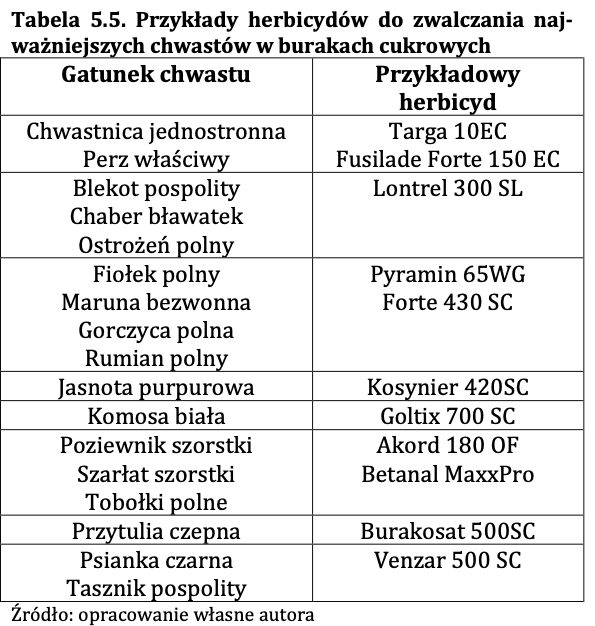 Tabela 5.5. Przykłady herbicydów do zwalczania naj-
ważniejszych chwastów w burakach cukrowych
Gatunek chwastu
Przykładowy
herbicyd
Chwastnica jednostronna
Perz właściwy
Targa 10EC
Fusilade Forte 150 EC
Blekot pospolity
Chaber bławatek
Ostrożeń polny
Lontrel 300 SL
Fiołek polny
Maruna bezwonna
Gorczyca polna
Rumian polny
Pyramin 65WG
Forte 430 SC
Jasnota purpurowa
Kosynier 420SC
Komosa biała
Goltix 700 SC
Poziewnik szorstki
Szarłat szorstki
Tobołki polne
Akord 180 OF
Betanal MaxxPro
Przytulia czepna
Burakosat 500SC
Psianka czarna
Tasznik pospolity
Venzar 500 SC
Źródło: opracowanie własne autora